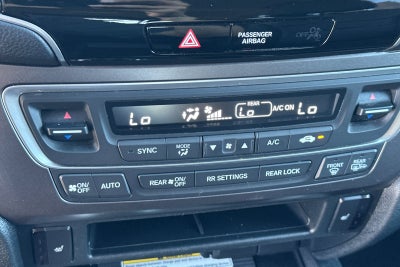 PASSENGER
AIRBAG
OFF
Lo
REAR
Lo
A/C ON
Lo
SYNC
MODE
A/C
ON/
OFF
AUTO
REAR ON/
OFF
RR SETTINGS
REAR LOCK
FRONT
REAR